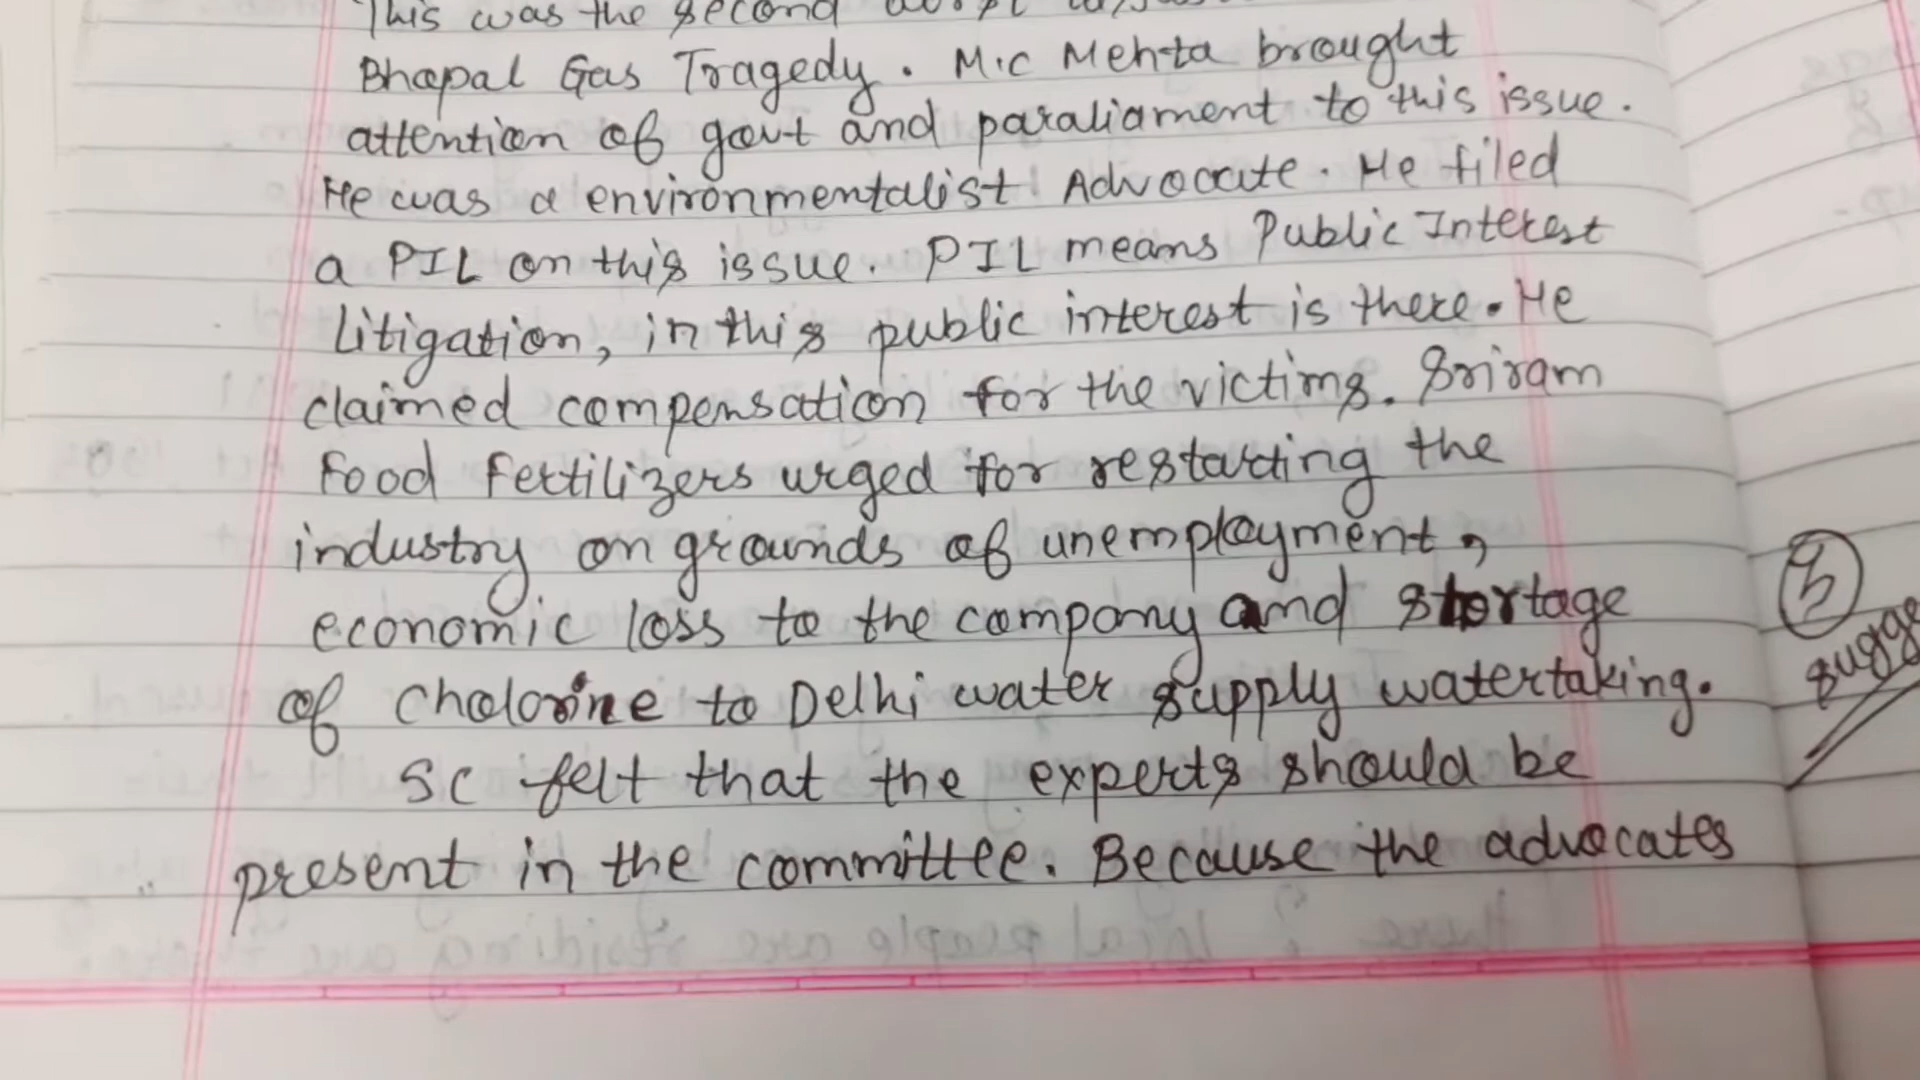 This was the second
Bhopal Gas Tragedy. M.C Mehta brought
attention of govt and paraliament to this issue.
He was a environmentalist Advocate. He filed
a PIL on this issue. PIL means Public Interest
Litigation, in this public interest is there. He
claimed compensation for the victims. Sriram
Food Fertilizers urged for restarting the
industry on grounds of unemployment,
economic loss to the company and shortage
of cholorine to Delhi water supply watertaking.
SC felt that the experts should be
present in the committee. Because the advocates
3
sugge